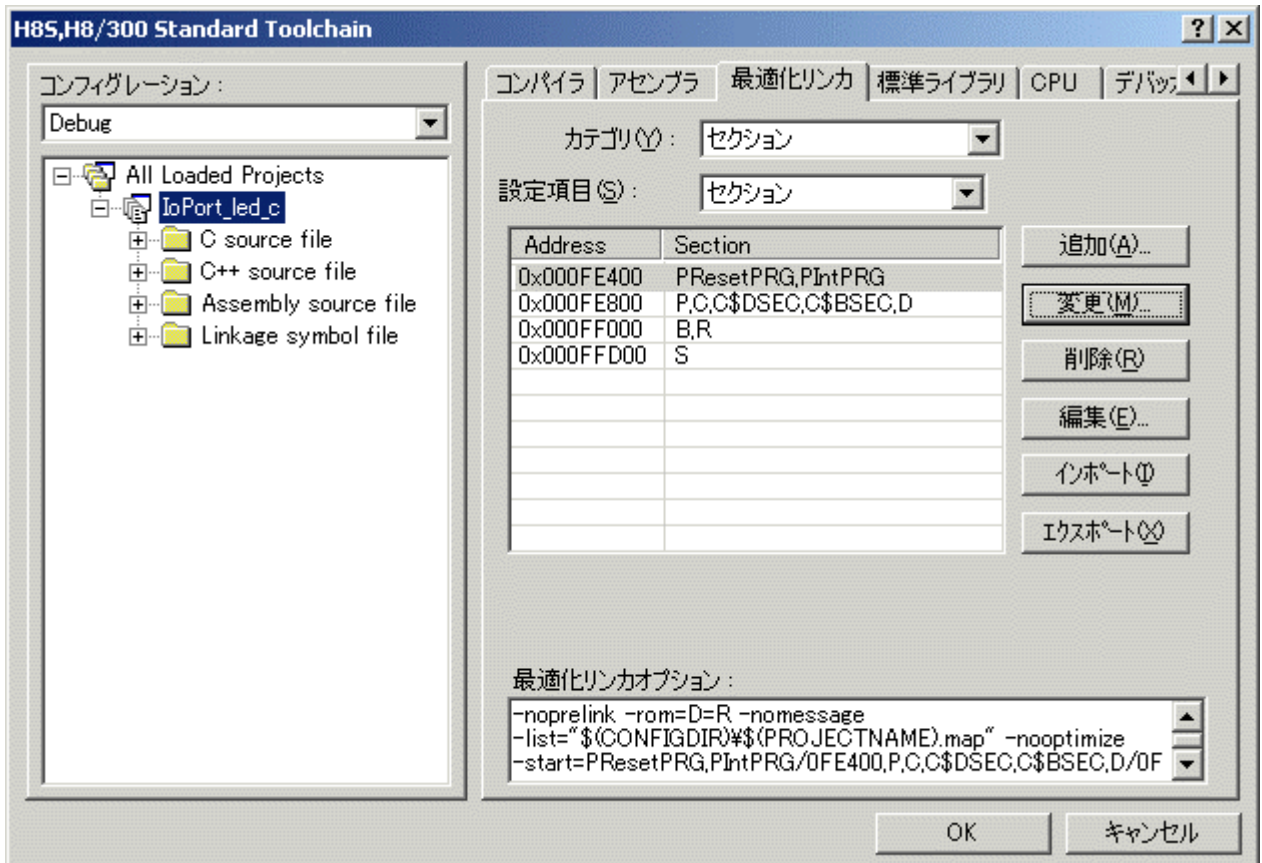 H8S,H8/300 Standard Toolchain
コンフィグレーション :
Debug
All Loaded Projects
IoPort_led_c
C source file
C++ source file
Assembly source file
Linkage symbol file
コンパイラ アセンブラ 最適化リンカ 標準ライブラリ CPU デバッガ
カテゴリ(Y) : セクション
設定項目(S) : セクション
Address Section
0x000FE400 PResetPRG,PIntPRG
0x000FE800 P,C,C$DSEC,C$BSEC,D
0x000FF000 B,R
0x000FFD00 S
追加(A)...
変更(M)...
削除(R)
編集(E)...
インポート(I)
エクスポート(X)
最適化リンカオプション :
-noprelink -rom=D=R -nomessage
-list="$(CONFIGDIR)¥$(PROJECTNAME).map" -nooptimize
-start=PResetPRG,PIntPRG/0FE400,P,C,C$DSEC,C$BSEC,D/0F
OK キャンセル